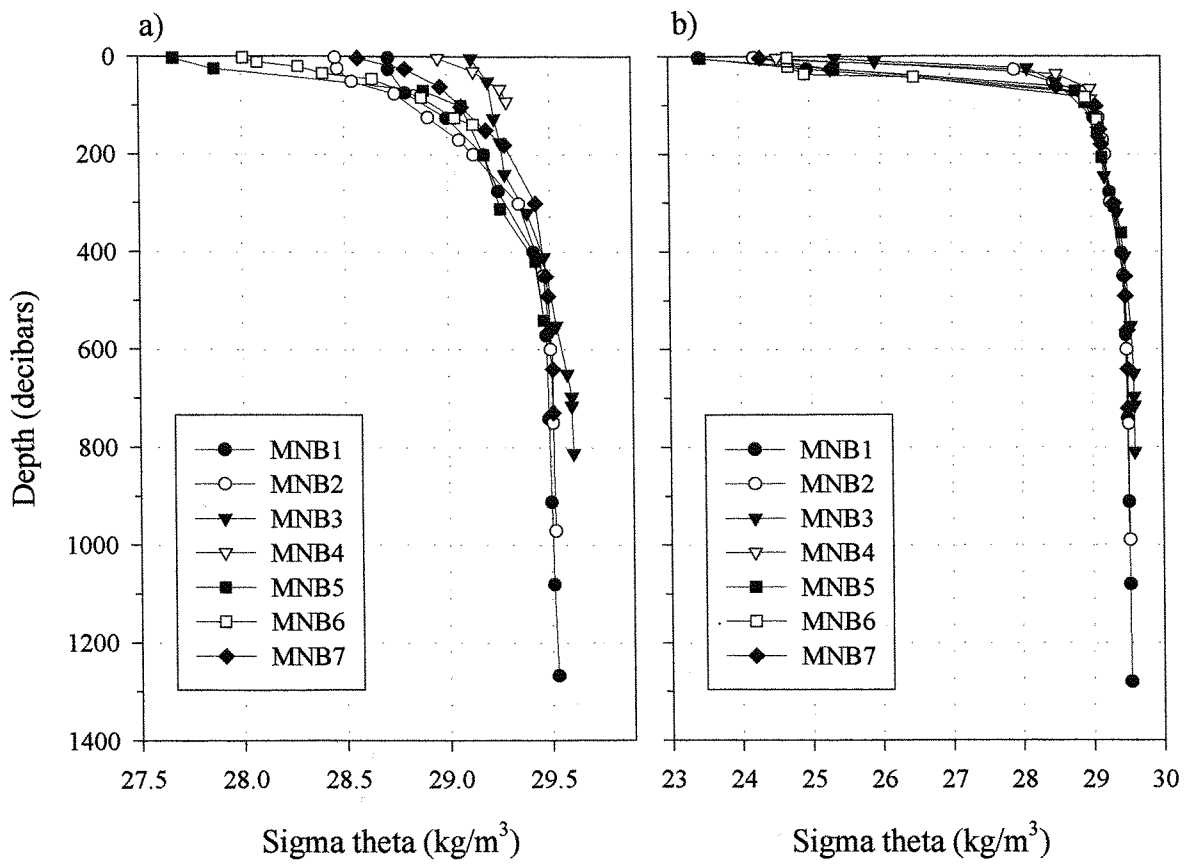 a)
b)
0
200
400
600
800
1000
1200
1400
Depth (decibars)
MNB1
MNB2
MNB3
MNB4
MNB5
MNB6
MNB7
MNB1
MNB2
MNB3
MNB4
MNB5
MNB6
MNB7
27.5 28.0 28.5 29.0 29.5
23 24 25 26 27 28 29 30
Sigma theta (kg/m³)
Sigma theta (kg/m³)